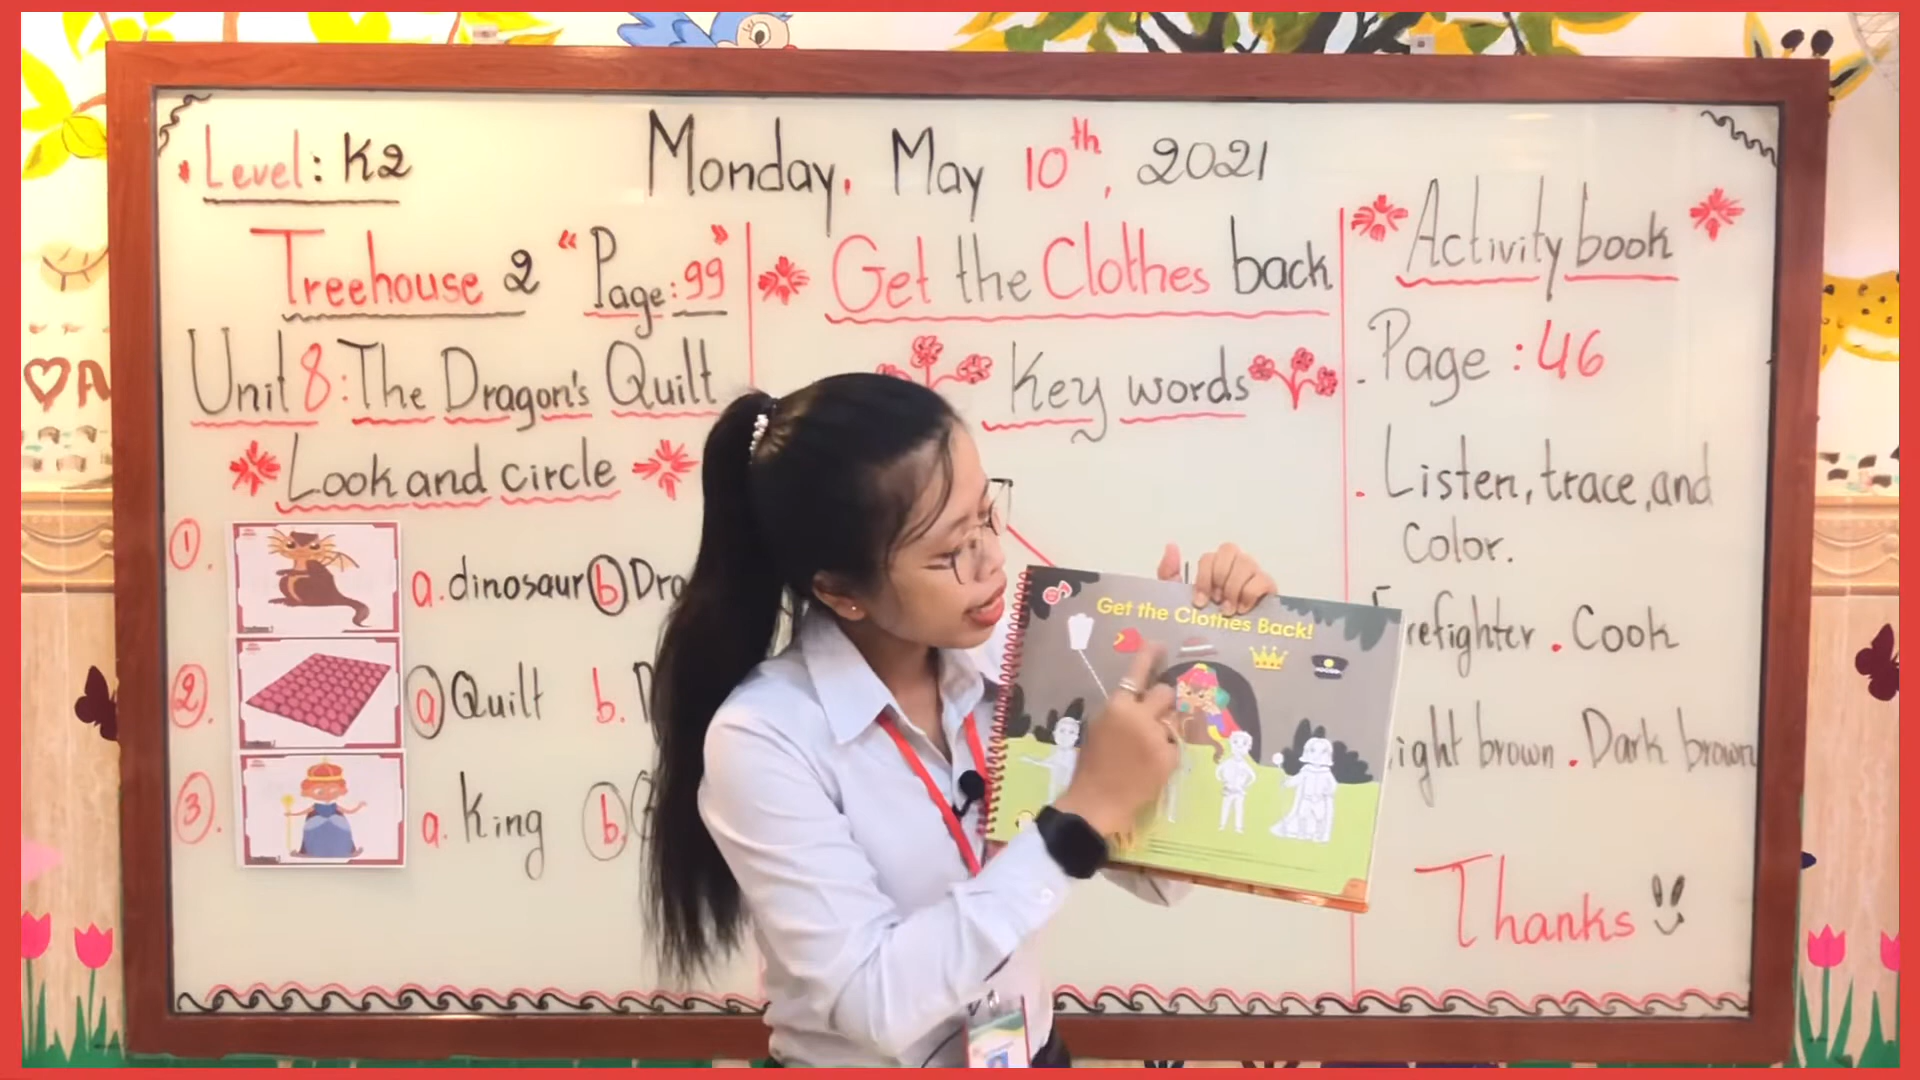 Level: K2
Monday, May 10th, 2021
Treehouse 2 "Page: 99"
Unit 8: The Dragon's Quilt
Look and circle
1.
a. dinosaur b Dra
2.
a Quilt b. D
3.
a. King b.
Get the Clothes back
Key words
Get the Clothes Back!
Activity book
. Page : 46
. Listen, trace, and
Color.
refighter . Cook
ight brown . Dark brown
Thanks
A